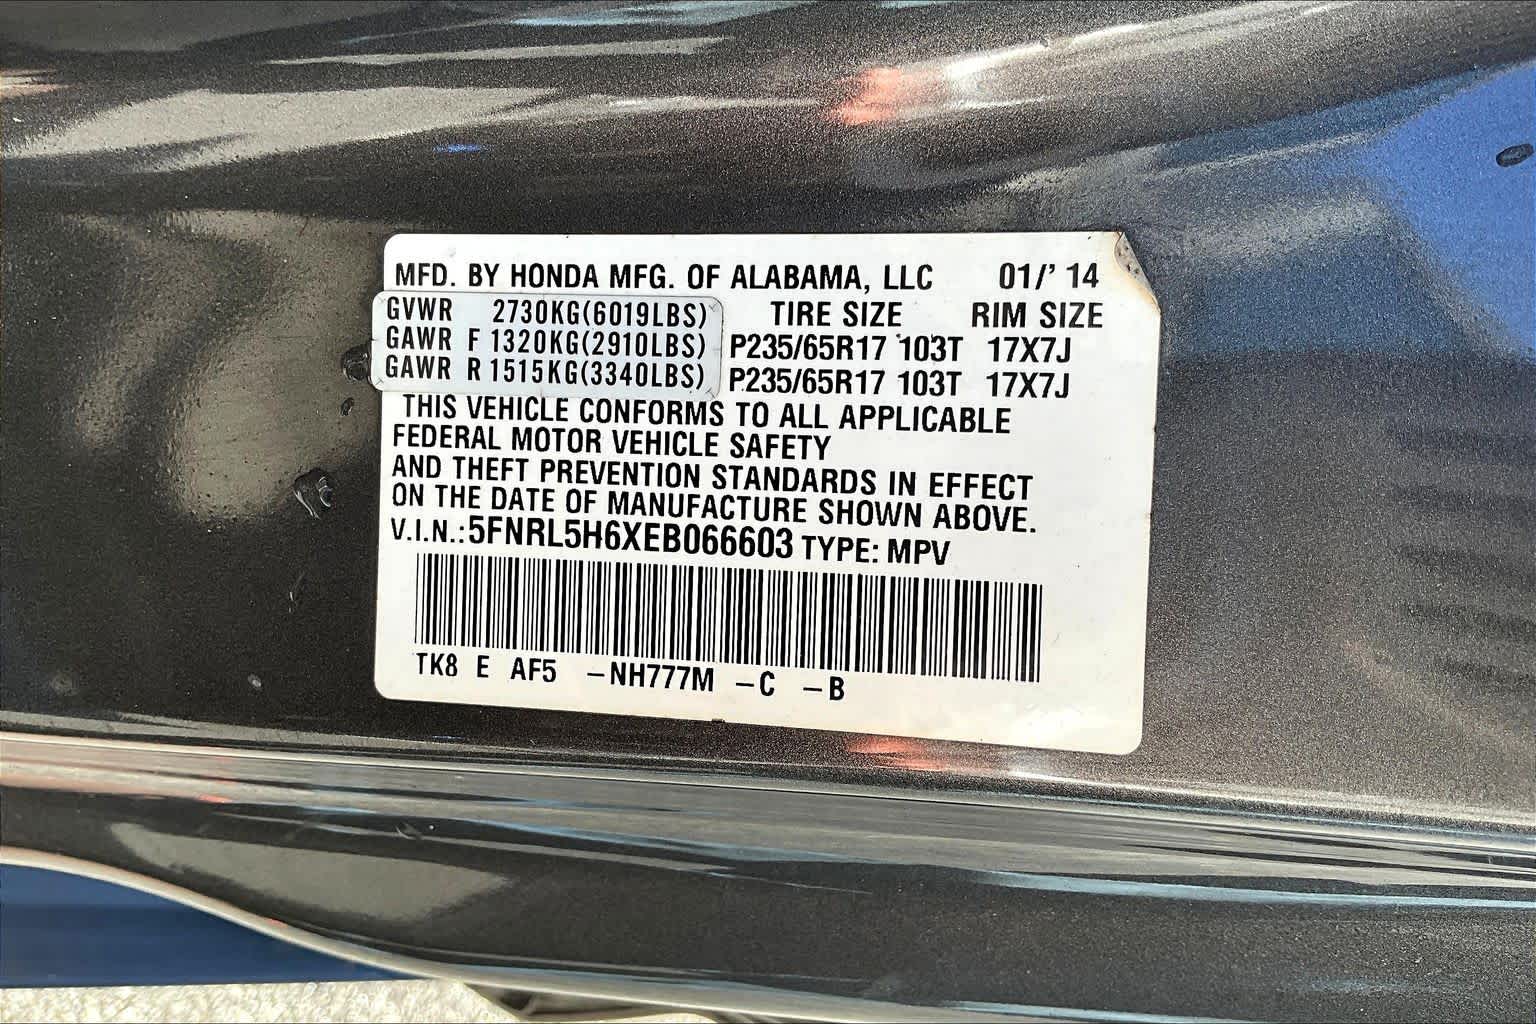 MFD. BY HONDA MFG. OF ALABAMA, LLC 01/' 14
GVWR 2730KG(6019LBS) TIRE SIZE RIM SIZE
GAWR F 1320KG(2910LBS) P235/65R17 103T 17X7J
GAWR R 1515KG(3340LBS) P235/65R17 103T 17X7J
THIS VEHICLE CONFORMS TO ALL APPLICABLE
FEDERAL MOTOR VEHICLE SAFETY
AND THEFT PREVENTION STANDARDS IN EFFECT
ON THE DATE OF MANUFACTURE SHOWN ABOVE.
V.I.N.: 5FNRL5H6XEB066603 TYPE: MPV
TK8 E AF5 –NH777M –C –B